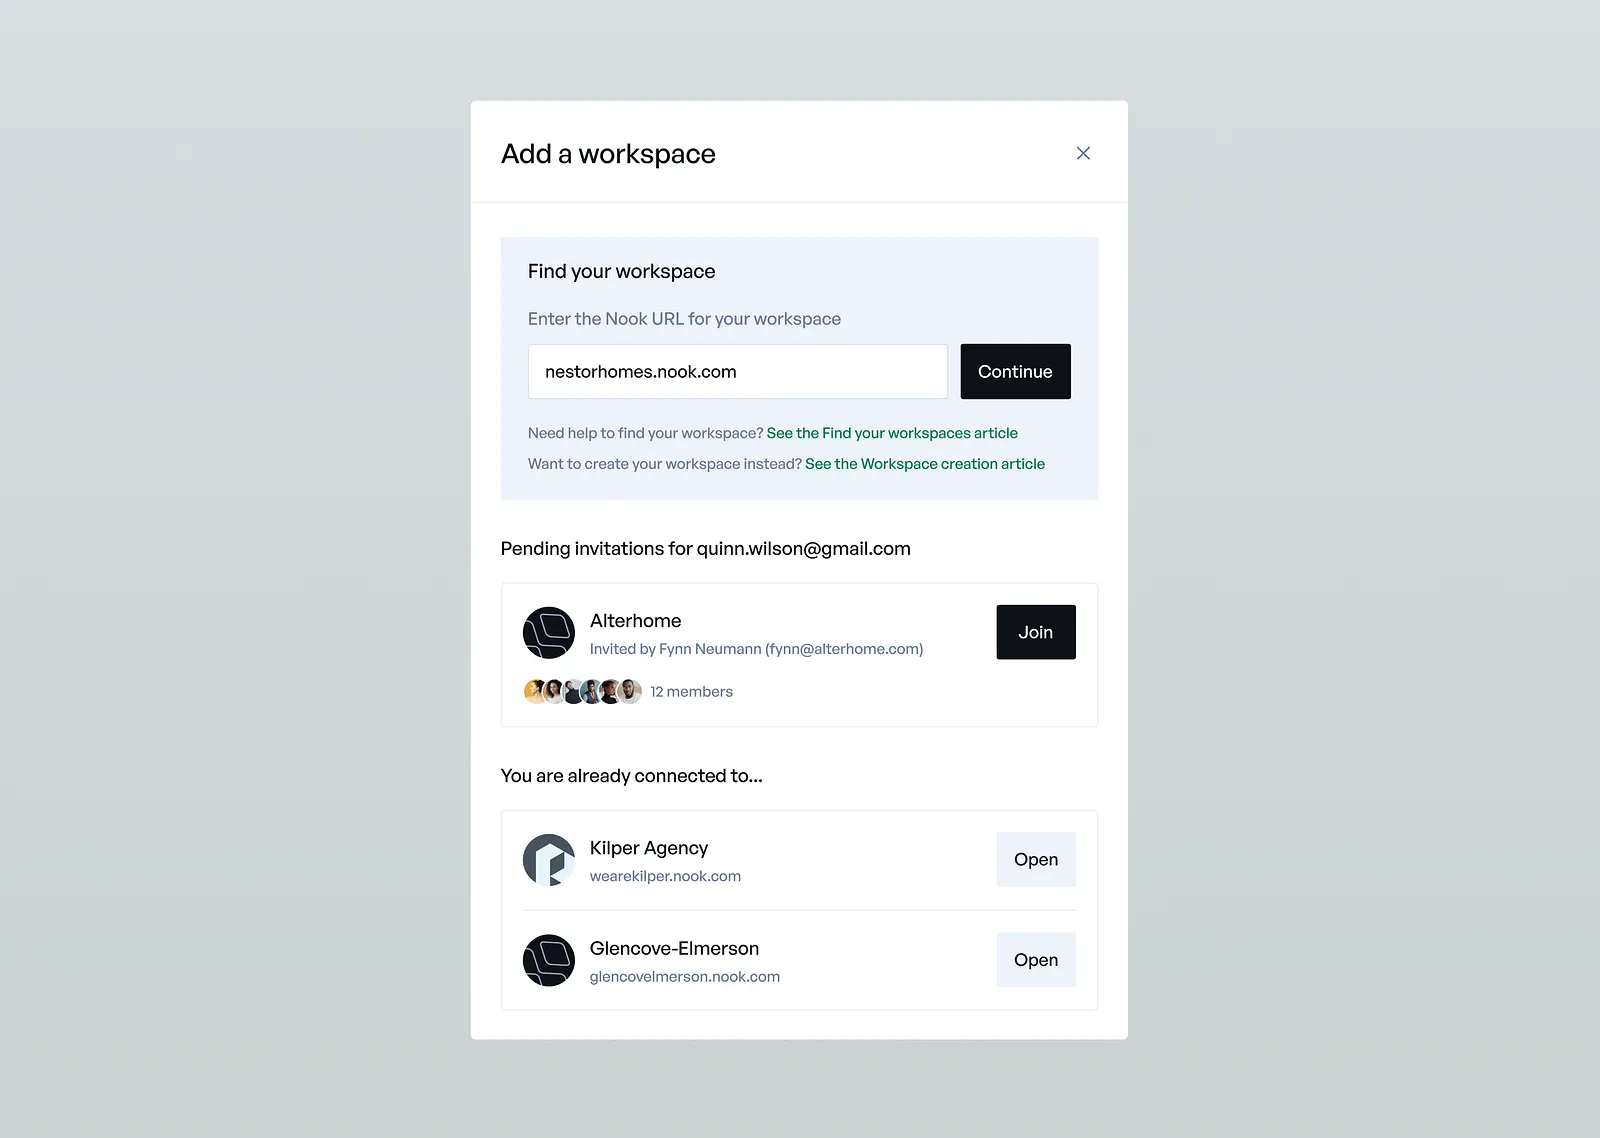 Add a workspace
Find your workspace
Enter the Nook URL for your workspace
nestorhomes.nook.com
Continue
Need help to find your workspace? See the Find your workspaces article
Want to create your workspace instead? See the Workspace creation article
Pending invitations for quinn.wilson@gmail.com
Alterhome
Invited by Fynn Neumann (fynn@alterhome.com)
Join
12 members
You are already connected to...
Kilper Agency
wearekilper.nook.com
Open
Glencove-Elmerson
glencovelmerson.nook.com
Open